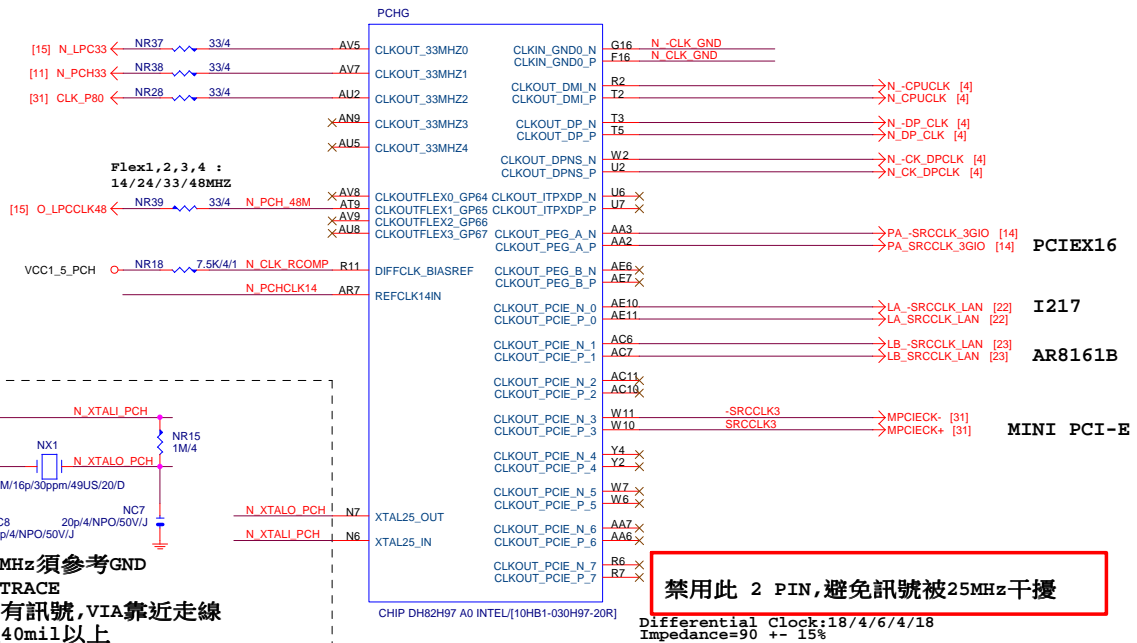 PCHG
[15] N_LPC33 NR37 33/4 AV5 CLKOUT_33MHZ0
[11] N_PCH33 NR38 33/4 AV7 CLKOUT_33MHZ1
[31] CLK_P80 NR28 33/4 AU2 CLKOUT_33MHZ2
AN9 CLKOUT_33MHZ3
AU5 CLKOUT_33MHZ4
Flex1,2,3,4 :
14/24/33/48MHZ
AV8 CLKOUTFLEX0_GP64
[15] O_LPCCLK48 NR39 33/4 N_PCH_48M AT9 CLKOUTFLEX1_GP65
AV9 CLKOUTFLEX2_GP66
AU8 CLKOUTFLEX3_GP67
VCC1_5_PCH NR18 7.5K/4/1 N_CLK_RCOMP R11 DIFFCLK_BIASREF
N_PCHCLK14 AR7 REFCLK14IN
N_XTALO_PCH N7 XTAL25_OUT
N_XTALI_PCH N6 XTAL25_IN
CLKIN_GND0_N G16 N_-CLK_GND
CLKIN_GND0_P F16 N_CLK_GND
CLKOUT_DMI_N R2 N_-CPUCLK [4]
CLKOUT_DMI_P T2 N_CPUCLK [4]
CLKOUT_DP_N T3 N_-DP_CLK [4]
CLKOUT_DP_P T5 N_DP_CLK [4]
CLKOUT_DPNS_N W2 N_-CK_DPCLK [4]
CLKOUT_DPNS_P U2 N_CK_DPCLK [4]
CLKOUT_ITPXDP_N U6
CLKOUT_ITPXDP_P U7
CLKOUT_PEG_A_N AA3 PA_-SRCCLK_3GIO [14]
CLKOUT_PEG_A_P AA2 PA_SRCCLK_3GIO [14]
PCIEX16
CLKOUT_PEG_B_N AE6
CLKOUT_PEG_B_P AE7
CLKOUT_PCIE_N_0 AE10 LA_-SRCCLK_LAN [22]
CLKOUT_PCIE_P_0 AE11 LA_SRCCLK_LAN [22]
I217
CLKOUT_PCIE_N_1 AC6 LB_-SRCCLK_LAN [23]
CLKOUT_PCIE_P_1 AC7 LB_SRCCLK_LAN [23]
AR8161B
CLKOUT_PCIE_N_2 AC11
CLKOUT_PCIE_P_2 AC10
CLKOUT_PCIE_N_3 W11 -SRCCLK3 MPCIECK- [31]
CLKOUT_PCIE_P_3 W10 SRCCLK3 MPCIECK+ [31]
MINI PCI-E
CLKOUT_PCIE_N_4 Y4
CLKOUT_PCIE_P_4 Y2
CLKOUT_PCIE_N_5 W7
CLKOUT_PCIE_P_5 W6
CLKOUT_PCIE_N_6 AA7
CLKOUT_PCIE_P_6 AA6
CLKOUT_PCIE_N_7 R6
CLKOUT_PCIE_P_7 R7
禁用此 2 PIN,避免訊號被25MHz干擾
CHIP DH82H97 A0 INTEL/[10HB1-030H97-20R]
Differential Clock:18/4/6/4/18
Impedance=90 +- 15%
N_XTALI_PCH
NR15
1M/4
NX1
N_XTALO_PCH
M/16p/30ppm/49US/20/D
NC7
20p/4/NPO/50V/J
C8
p/4/NPO/50V/J
MHz須參考GND
TRACE
有訊號,VIA靠近走線
40mil以上